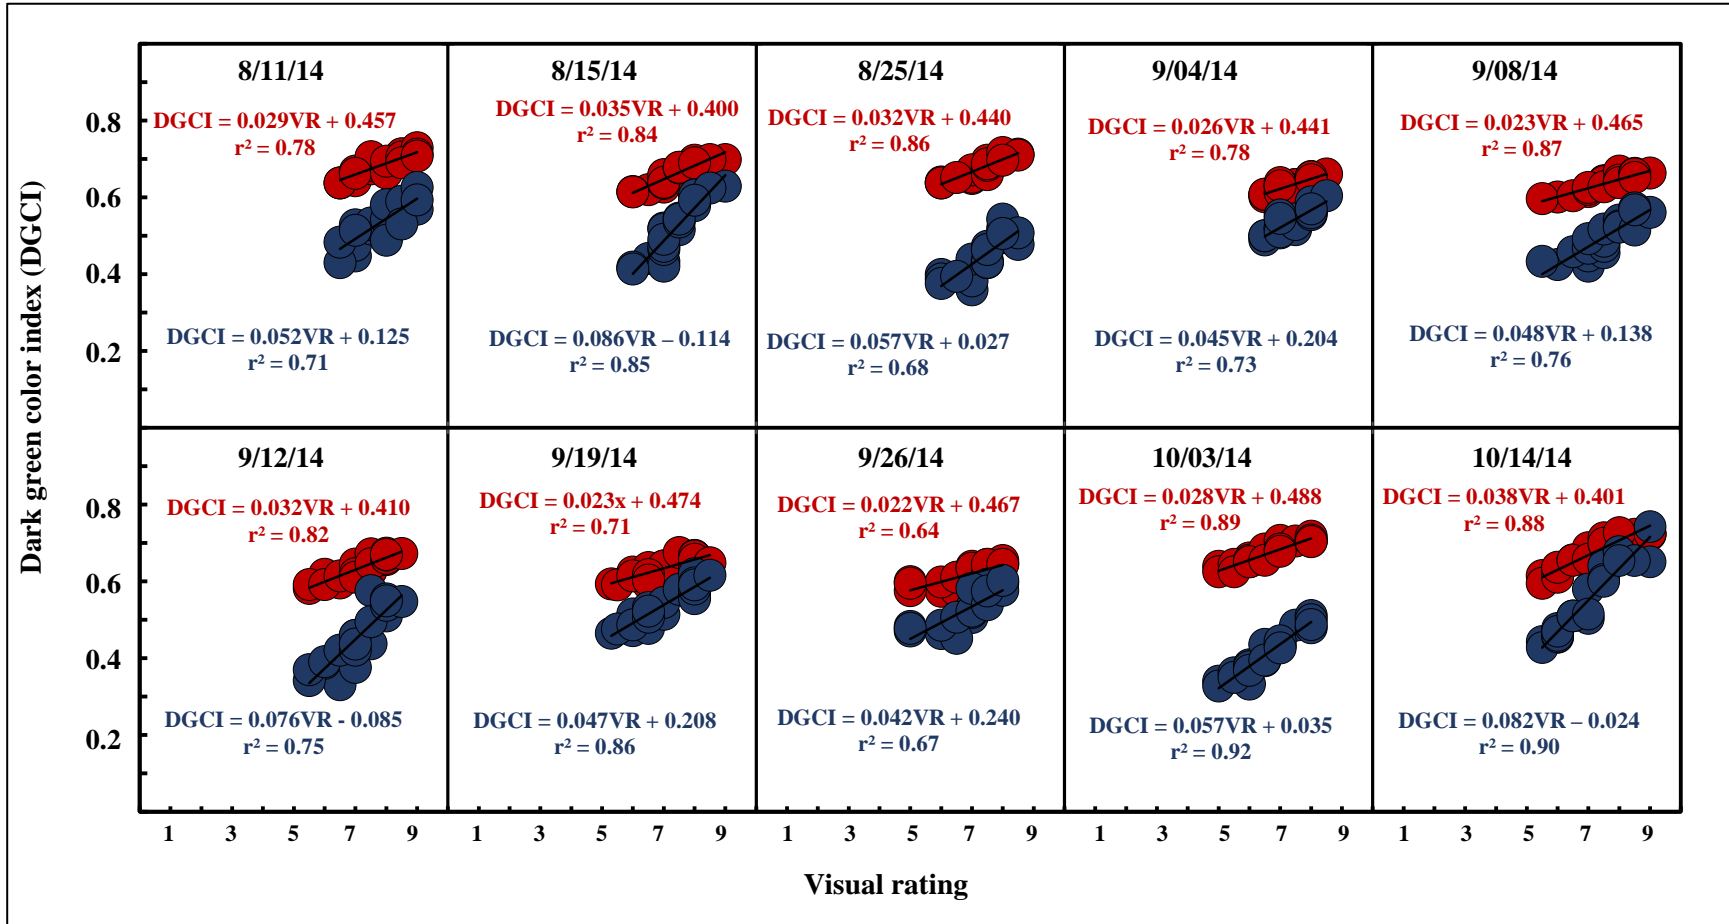 Dark green color index (DGCI)
8/11/14
DGCI = 0.029VR + 0.457
r² = 0.78
DGCI = 0.052VR + 0.125
r² = 0.71
8/15/14
DGCI = 0.035VR + 0.400
r² = 0.84
DGCI = 0.086VR – 0.114
r² = 0.85
8/25/14
DGCI = 0.032VR + 0.440
r² = 0.86
DGCI = 0.057VR + 0.027
r² = 0.68
9/04/14
DGCI = 0.026VR + 0.441
r² = 0.78
DGCI = 0.045VR + 0.204
r² = 0.73
9/08/14
DGCI = 0.023VR + 0.465
r² = 0.87
DGCI = 0.048VR + 0.138
r² = 0.76
0.8
0.6
0.4
0.2
9/12/14
DGCI = 0.032VR + 0.410
r² = 0.82
DGCI = 0.076VR - 0.085
r² = 0.75
9/19/14
DGCI = 0.023x + 0.474
r² = 0.71
DGCI = 0.047VR + 0.208
r² = 0.86
9/26/14
DGCI = 0.022VR + 0.467
r² = 0.64
DGCI = 0.042VR + 0.240
r² = 0.67
10/03/14
DGCI = 0.028VR + 0.488
r² = 0.89
DGCI = 0.057VR + 0.035
r² = 0.92
10/14/14
DGCI = 0.038VR + 0.401
r² = 0.88
DGCI = 0.082VR – 0.024
r² = 0.90
0.8
0.6
0.4
0.2
1 3 5 7 9 1 3 5 7 9 1 3 5 7 9 1 3 5 7 9 1 3 5 7 9
Visual rating